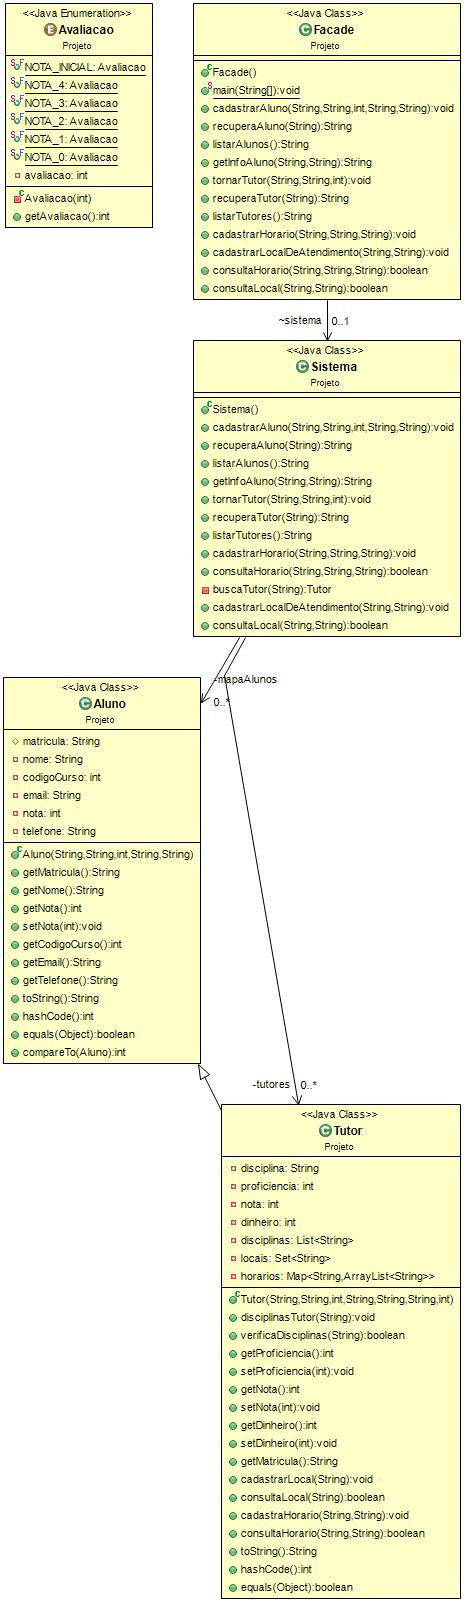 <<Java Enumeration>>
Avaliacao
Projeto
NOTA_INICIAL: Avaliacao
NOTA_4: Avaliacao
NOTA_3: Avaliacao
NOTA_2: Avaliacao
NOTA_1: Avaliacao
NOTA_0: Avaliacao
avaliacao: int
Avaliacao(int)
getAvaliacao():int
<<Java Class>>
Facade
Projeto
Facade()
main(String[]):void
cadastrarAluno(String,String,int,String,String):void
recuperaAluno(String):String
listarAlunos():String
getInfoAluno(String,String):String
tornarTutor(String,String,int):void
recuperaTutor(String):String
listarTutores():String
cadastrarHorario(String,String,String):void
cadastrarLocalDeAtendimento(String,String):void
consultaHorario(String,String,String):boolean
consultaLocal(String,String):boolean
~sistema 0..1
<<Java Class>>
Sistema
Projeto
Sistema()
cadastrarAluno(String,String,int,String,String):void
recuperaAluno(String):String
listarAlunos():String
getInfoAluno(String,String):String
tornarTutor(String,String,int):void
recuperaTutor(String):String
listarTutores():String
cadastrarHorario(String,String,String):void
consultaHorario(String,String,String):boolean
buscaTutor(String):Tutor
cadastrarLocalDeAtendimento(String,String):void
consultaLocal(String,String):boolean
-mapaAlunos
0..*
<<Java Class>>
Aluno
Projeto
matricula: String
nome: String
codigoCurso: int
email: String
nota: int
telefone: String
Aluno(String,String,int,String,String)
getMatricula():String
getNome():String
getNota():int
setNota(int):void
getCodigoCurso():int
getEmail():String
getTelefone():String
toString():String
hashCode():int
equals(Object):boolean
compareTo(Aluno):int
-tutores 0..*
<<Java Class>>
Tutor
Projeto
disciplina: String
proficiencia: int
nota: int
dinheiro: int
disciplinas: List<String>
locais: Set<String>
horarios: Map<String,ArrayList<String>>
Tutor(String,String,int,String,String,String,int)
disciplinasTutor(String):void
verificaDisciplinas(String):boolean
getProficiencia():int
setProficiencia(int):void
getNota():int
setNota(int):void
getDinheiro():int
setDinheiro(int):void
getMatricula():String
cadastrarLocal(String):void
consultaLocal(String):boolean
cadastraHorario(String,String):void
consultaHorario(String,String):boolean
toString():String
hashCode():int
equals(Object):boolean